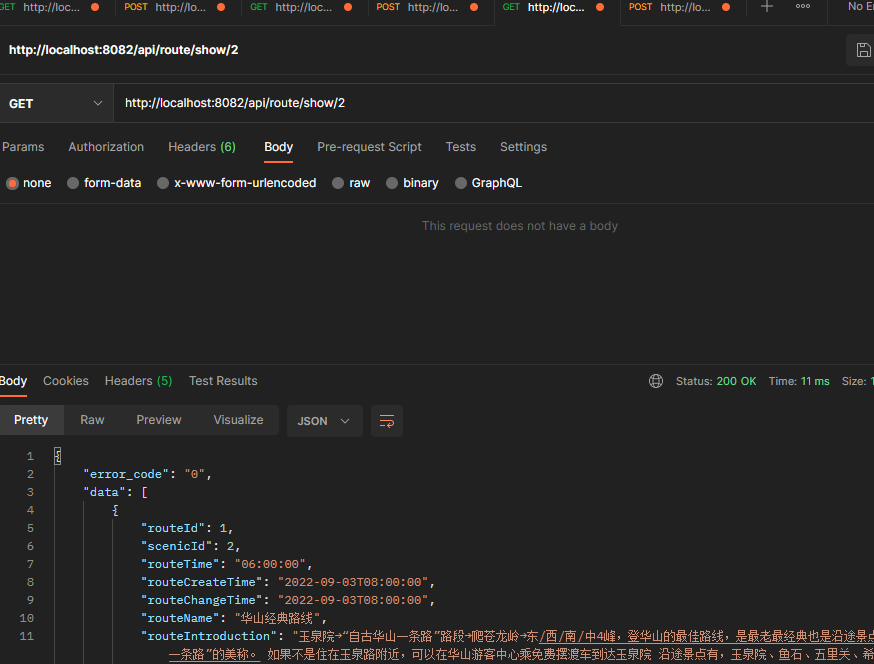 GET http://loc... POST http://loc... GET http://loc... POST http://loc... GET http://loc... POST http://loc... No E
http://localhost:8082/api/route/show/2
GET http://localhost:8082/api/route/show/2
Params Authorization Headers (6) Body Pre-request Script Tests Settings
none form-data x-www-form-urlencoded raw binary GraphQL
This request does not have a body
Body Cookies Headers (5) Test Results Status: 200 OK Time: 11 ms Size: 1
Pretty Raw Preview Visualize JSON
1 {
2 "error_code": "0",
3 "data": [
4 {
5 "routeId": 1,
6 "scenicId": 2,
7 "routeTime": "06:00:00",
8 "routeCreateTime": "2022-09-03T08:00:00",
9 "routeChangeTime": "2022-09-03T08:00:00",
10 "routeName": "华山经典路线",
11 "routeIntroduction": "玉泉院→“自古华山一条路”路段→爬苍龙岭→东/西/南/中4峰，登华山的最佳路线，是最老最经典也是沿途景点
一条路”的美称。 如果不是住在玉泉路附近，可以在华山游客中心乘免费摆渡车到达玉泉院 沿途景点有，玉泉院、鱼石、五里关、希